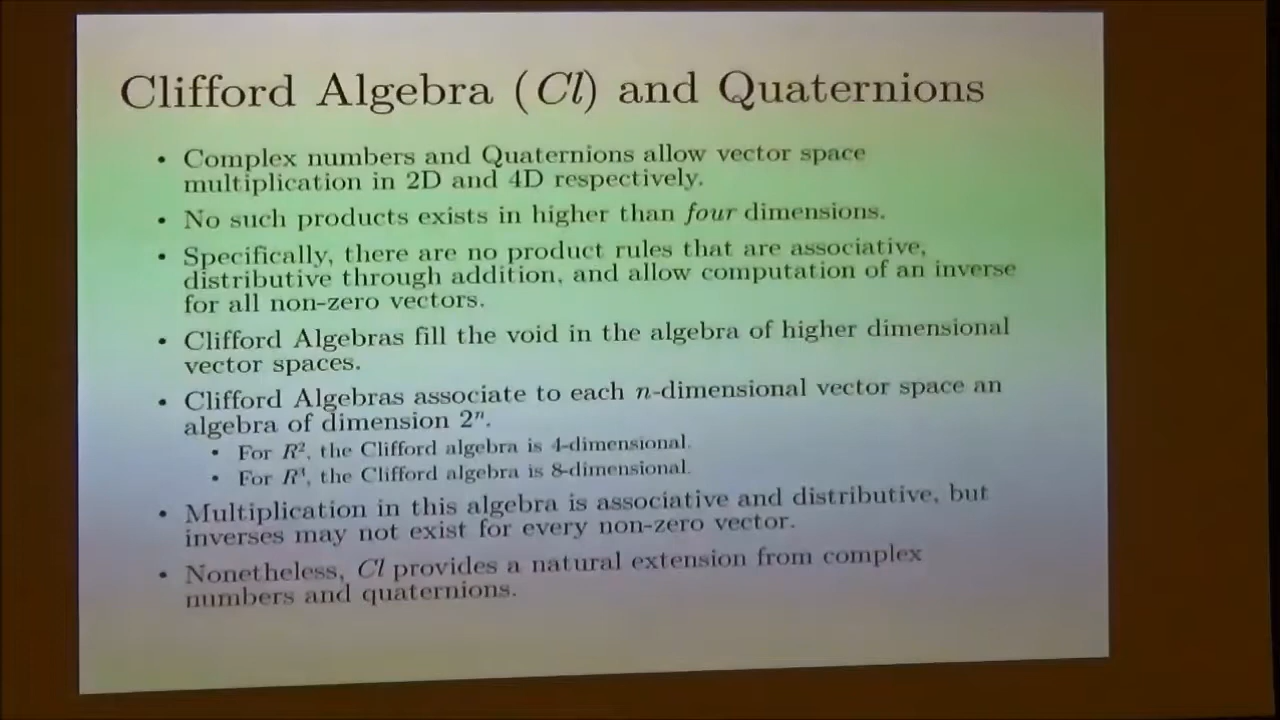 Clifford Algebra (Cl) and Quaternions
• Complex numbers and Quaternions allow vector space
multiplication in 2D and 4D respectively.
• No such products exists in higher than four dimensions.
• Specifically, there are no product rules that are associative,
distributive through addition, and allow computation of an inverse
for all non-zero vectors.
• Clifford Algebras fill the void in the algebra of higher dimensional
vector spaces.
• Clifford Algebras associate to each n-dimensional vector space an
algebra of dimension 2ⁿ.
• For R², the Clifford algebra is 4-dimensional.
• For the Clifford algebra is 8-dimensional.
• Multiplication in this algebra is associative and distributive, but
inverses may not exist for every non-zero vector.
• Nonetheless, Cl provides a natural extension from complex
numbers and quaternions.